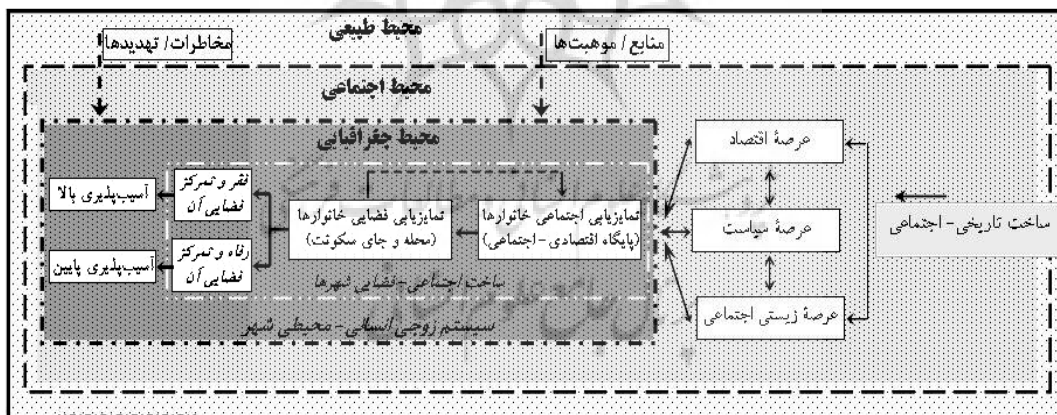 محیط طبیعی
منابع / موهبت‌ها
مخاطرات/ تهدیدها
محیط اجتماعی
محیط جغرافیایی
ساخت تاریخی- اجتماعی
عرصهٔ اقتصاد
عرصهٔ سیاست
عرصهٔ زیستی اجتماعی
تمایزیابی اجتماعی خانوارها
(پایگاه اقتصادی- اجتماعی)
تمایزیابی فضایی خانوارها
(محله و جای سکونت)
فقر و تمرکز
فضایی آن
آسیب‌پذیری بالا
رفاه و تمرکز
فضایی آن
آسیب‌پذیری پایین
ساخت اجتماعی- فضایی شهرها
سیستم زوجی انسانی- محیطی شهر